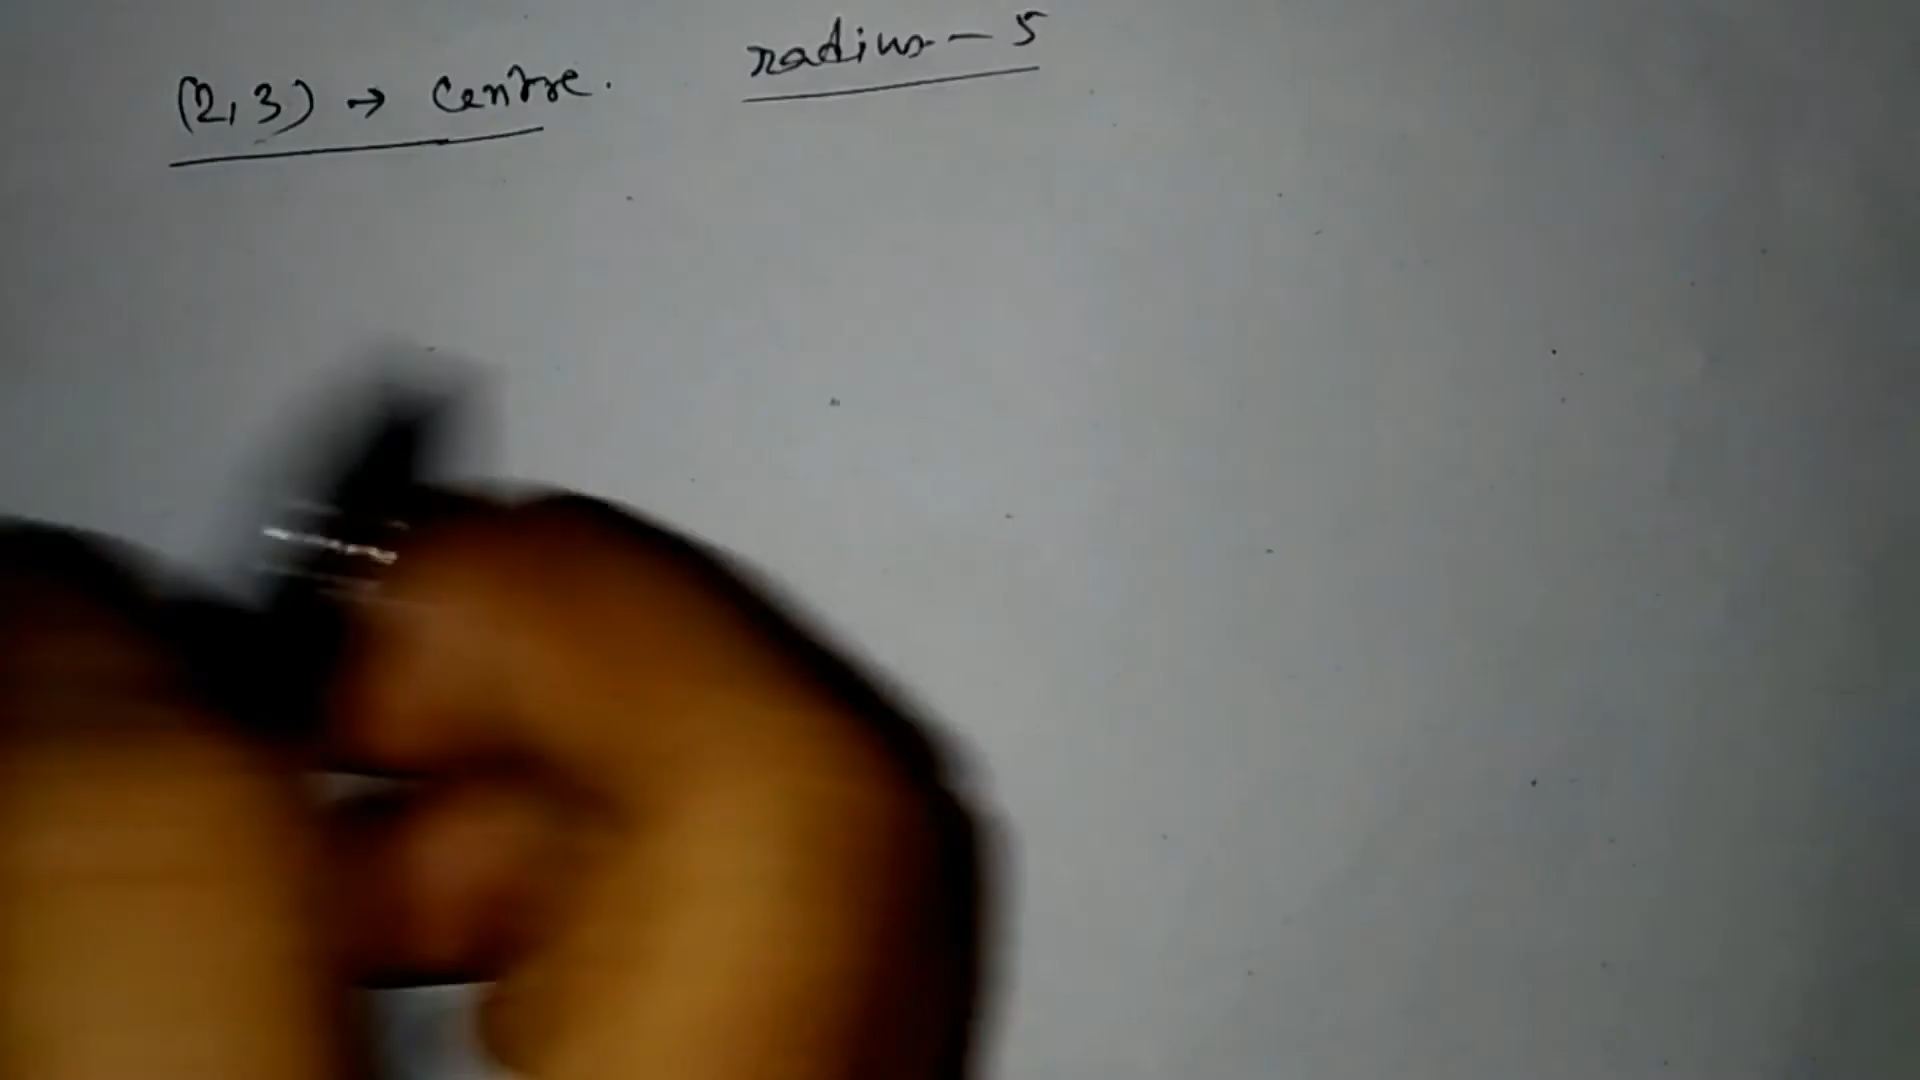 (2,3) → Centre.
radius - 5